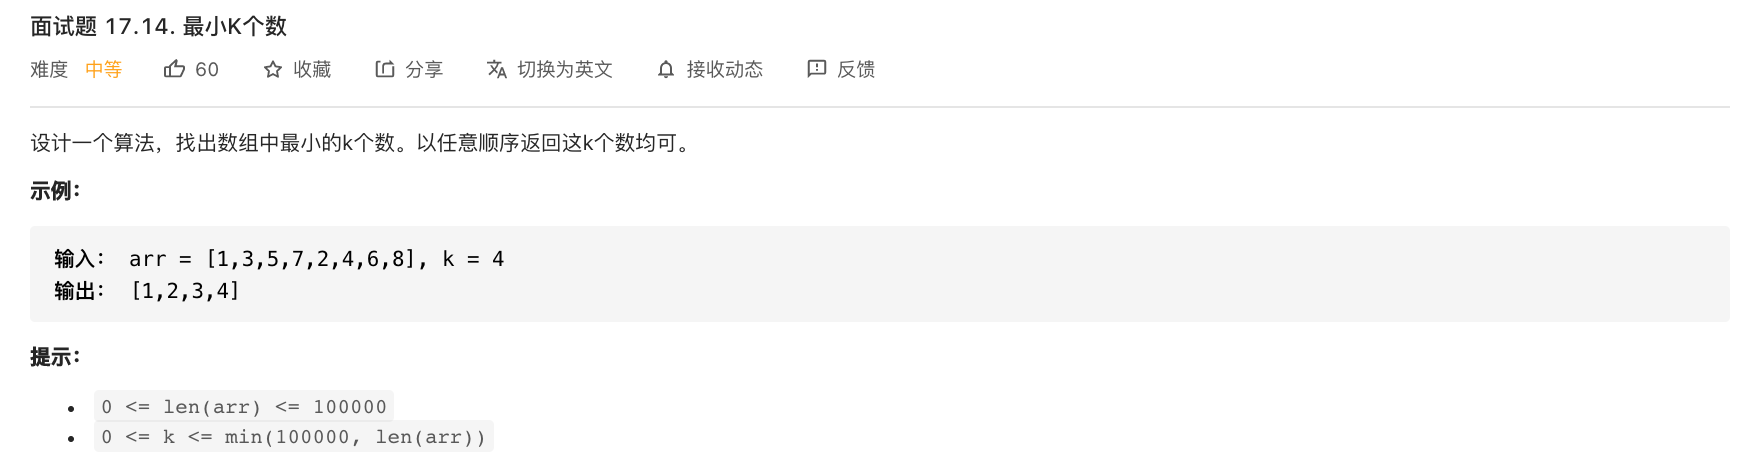 面试题 17.14. 最小K个数
难度 中等 60 收藏 分享 切换为英文 接收动态 反馈
设计一个算法，找出数组中最小的k个数。以任意顺序返回这k个数均可。
示例：
输入： arr = [1,3,5,7,2,4,6,8], k = 4
输出： [1,2,3,4]
提示：
• 0 <= len(arr) <= 100000
• 0 <= k <= min(100000, len(arr))